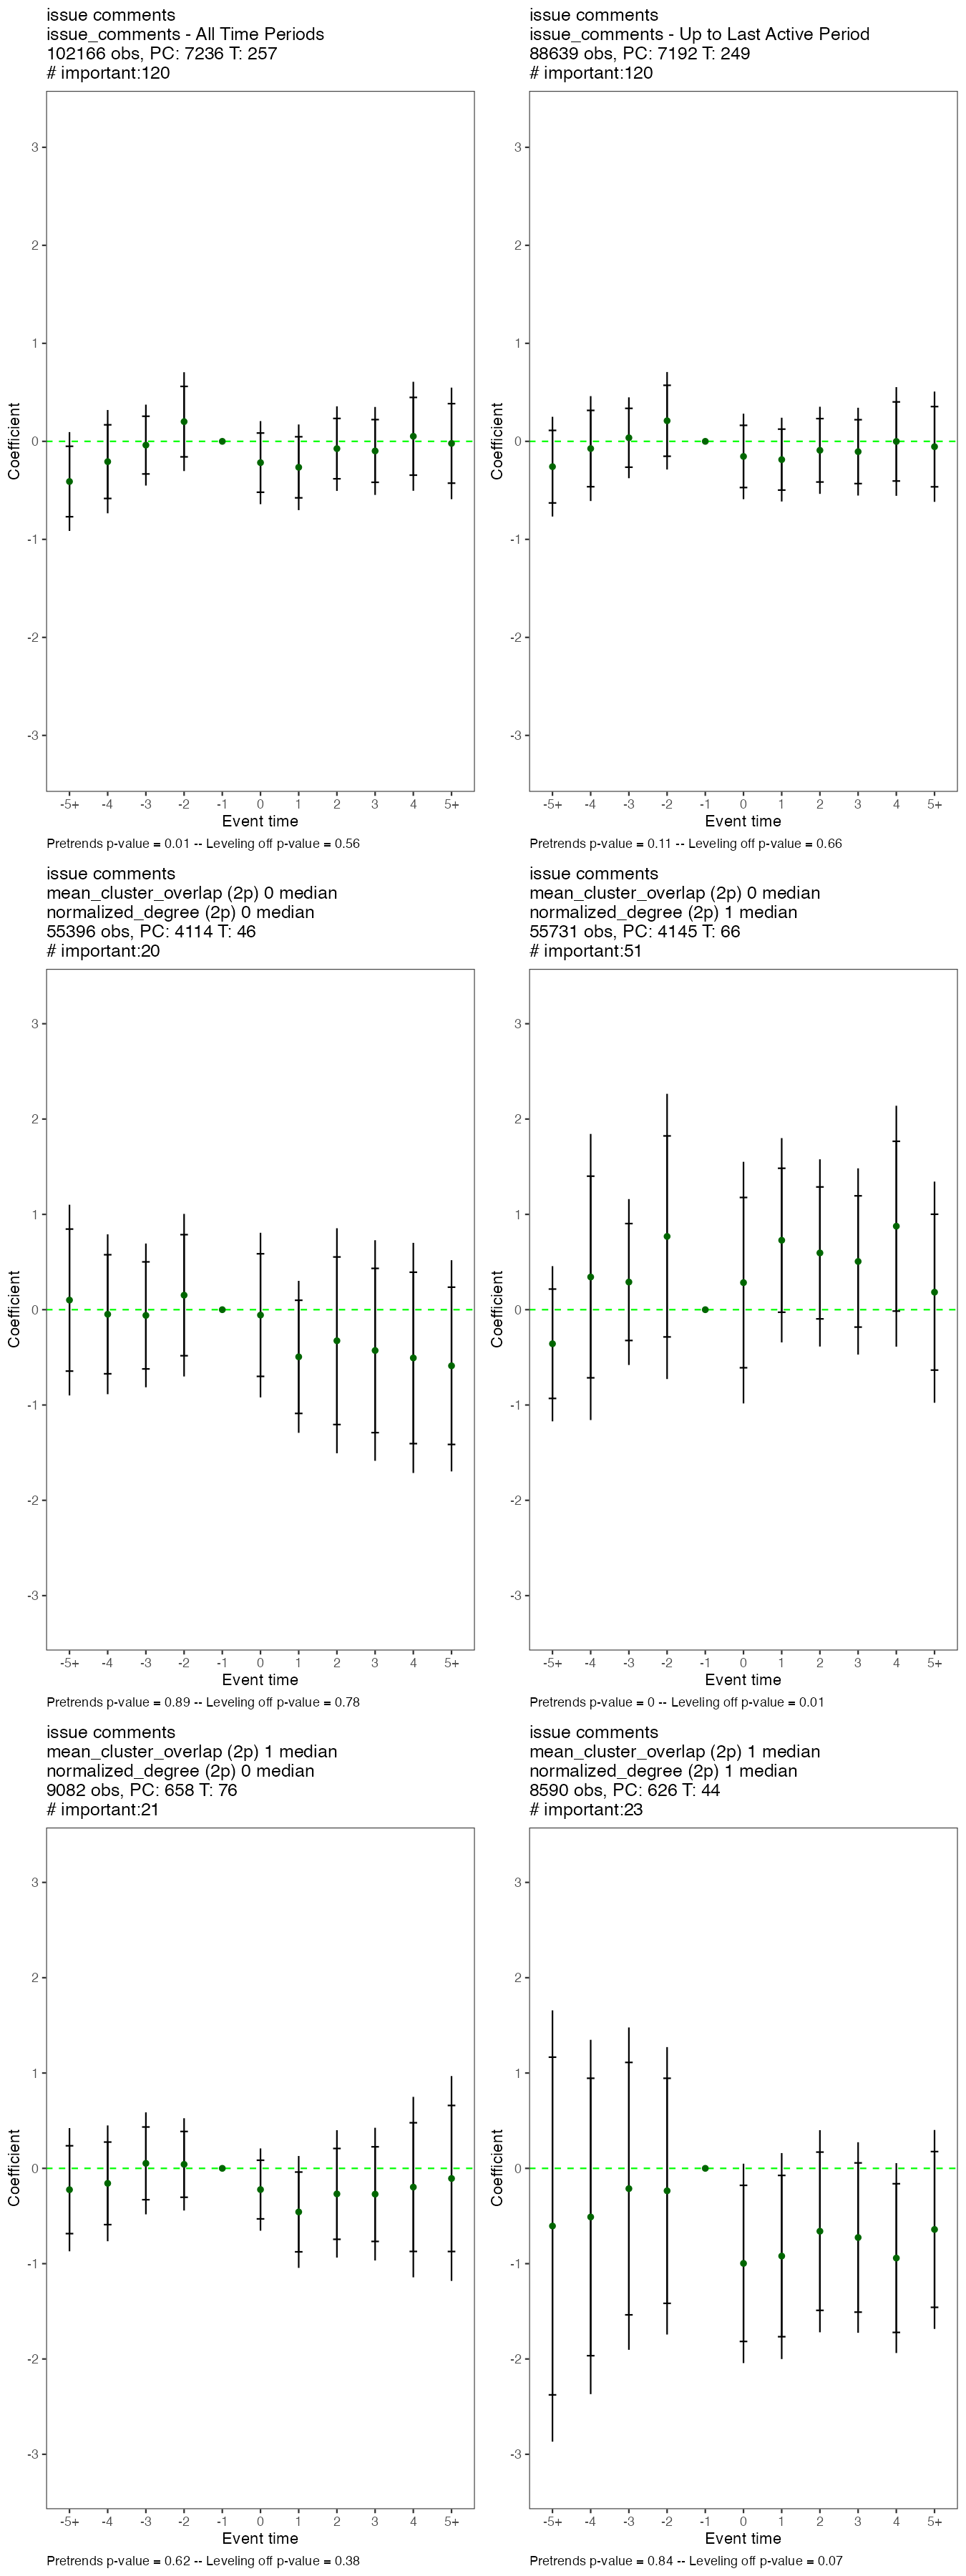 issue comments
issue_comments - All Time Periods
102166 obs, PC: 7236 T: 257
# important:120
3
2
1
0
-1
-2
-3
Coefficient
-5+ -4 -3 -2 -1 0 1 2 3 4 5+
Event time
Pretrends p-value = 0.01 -- Leveling off p-value = 0.56
issue comments
issue_comments - Up to Last Active Period
88639 obs, PC: 7192 T: 249
# important:120
3
2
1
0
-1
-2
-3
Coefficient
-5+ -4 -3 -2 -1 0 1 2 3 4 5+
Event time
Pretrends p-value = 0.11 -- Leveling off p-value = 0.66
issue comments
mean_cluster_overlap (2p) 0 median
normalized_degree (2p) 0 median
55396 obs, PC: 4114 T: 46
# important:20
3
2
1
0
-1
-2
-3
Coefficient
-5+ -4 -3 -2 -1 0 1 2 3 4 5+
Event time
Pretrends p-value = 0.89 -- Leveling off p-value = 0.78
issue comments
mean_cluster_overlap (2p) 0 median
normalized_degree (2p) 1 median
55731 obs, PC: 4145 T: 66
# important:51
3
2
1
0
-1
-2
-3
Coefficient
-5+ -4 -3 -2 -1 0 1 2 3 4 5+
Event time
Pretrends p-value = 0 -- Leveling off p-value = 0.01
issue comments
mean_cluster_overlap (2p) 1 median
normalized_degree (2p) 0 median
9082 obs, PC: 658 T: 76
# important:21
3
2
1
0
-1
-2
-3
Coefficient
-5+ -4 -3 -2 -1 0 1 2 3 4 5+
Event time
Pretrends p-value = 0.62 -- Leveling off p-value = 0.38
issue comments
mean_cluster_overlap (2p) 1 median
normalized_degree (2p) 1 median
8590 obs, PC: 626 T: 44
# important:23
3
2
1
0
-1
-2
-3
Coefficient
-5+ -4 -3 -2 -1 0 1 2 3 4 5+
Event time
Pretrends p-value = 0.84 -- Leveling off p-value = 0.07